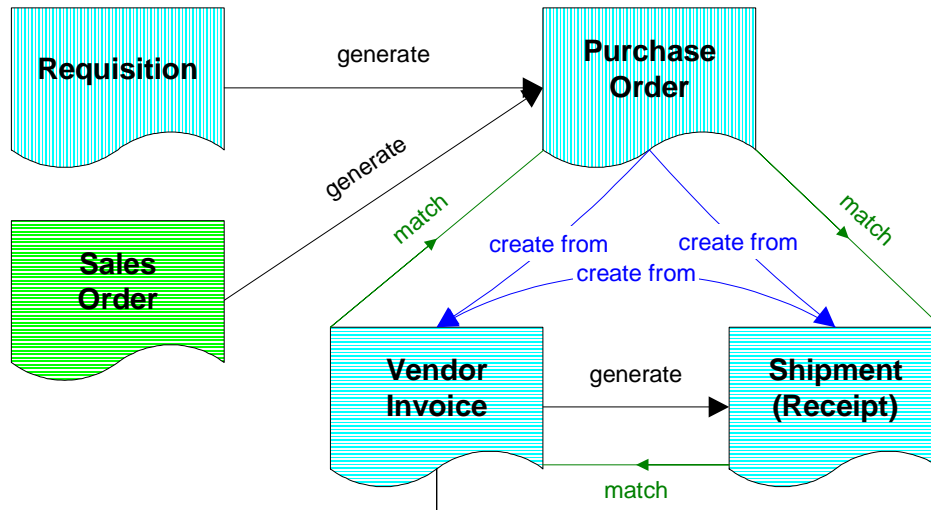 Requisition
generate
Purchase
Order
generate
Sales
Order
match
match
create from
create from
create from
Vendor
Invoice
generate
Shipment
(Receipt)
match